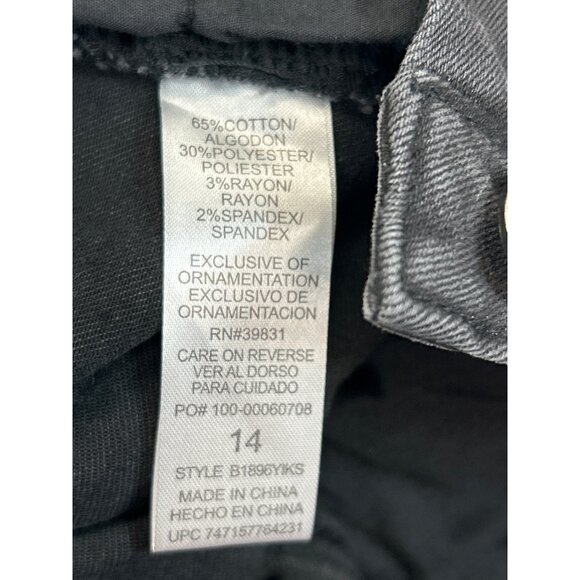 65%COTTON/
ALGODON
30%POLYESTER/
POLIESTER
3%RAYON/
RAYON
2%SPANDEX/
SPANDEX
EXCLUSIVE OF
ORNAMENTATION
EXCLUSIVO DE
ORNAMENTACION
RN#39831
CARE ON REVERSE
VER AL DORSO
PARA CUIDADO
PO# 100-00060708
14
STYLE B1896YIKS
MADE IN CHINA
HECHO EN CHINA
UPC 747157764231